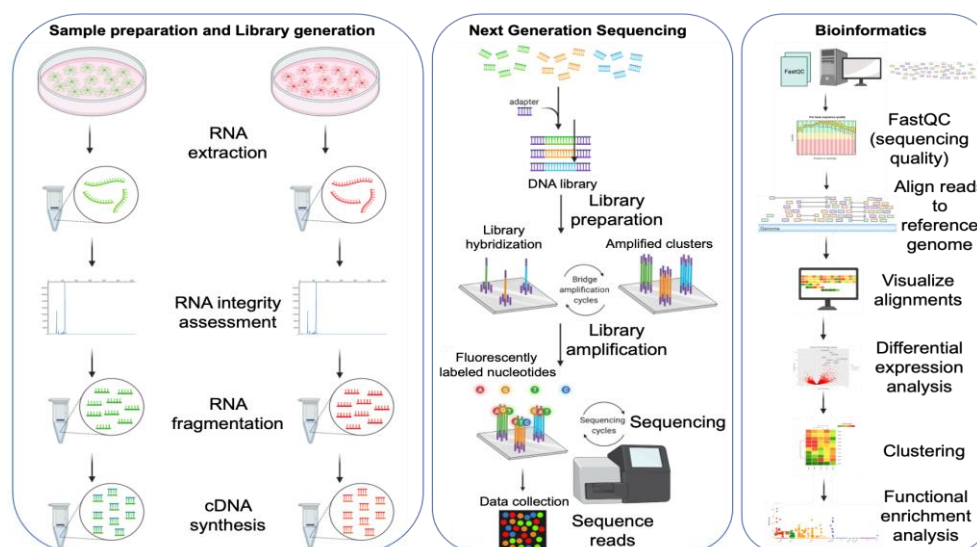 Sample preparation and Library generation
RNA
extraction
RNA integrity
assessment
RNA
fragmentation
cDNA
synthesis
Next Generation Sequencing
adapter
DNA library
Library
preparation
Library
hybridization
Amplified clusters
Bridge
amplification
cycles
Library
amplification
Fluorescently
labeled nucleotides
A
G
T
C
Sequencing
cycles
Sequencing
Data collection
Sequence
reads
Bioinformatics
FastQC
FastQC
(sequencing
quality)
Align reads
to
reference
genome
Genome
Visualize
alignments
Differential
expression
analysis
Clustering
Functional
enrichment
analysis